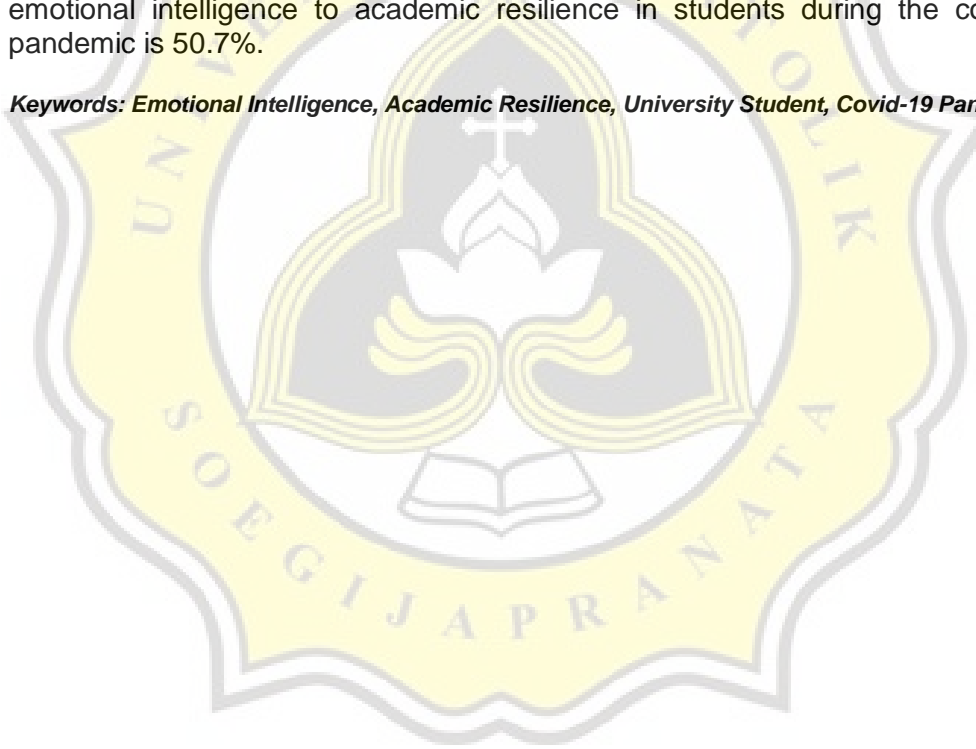 emotional intelligence to academic resilience in students during the co
pandemic is 50.7%.
Keywords: Emotional Intelligence, Academic Resilience, University Student, Covid-19 Pan
SOEGIJAPRANATA